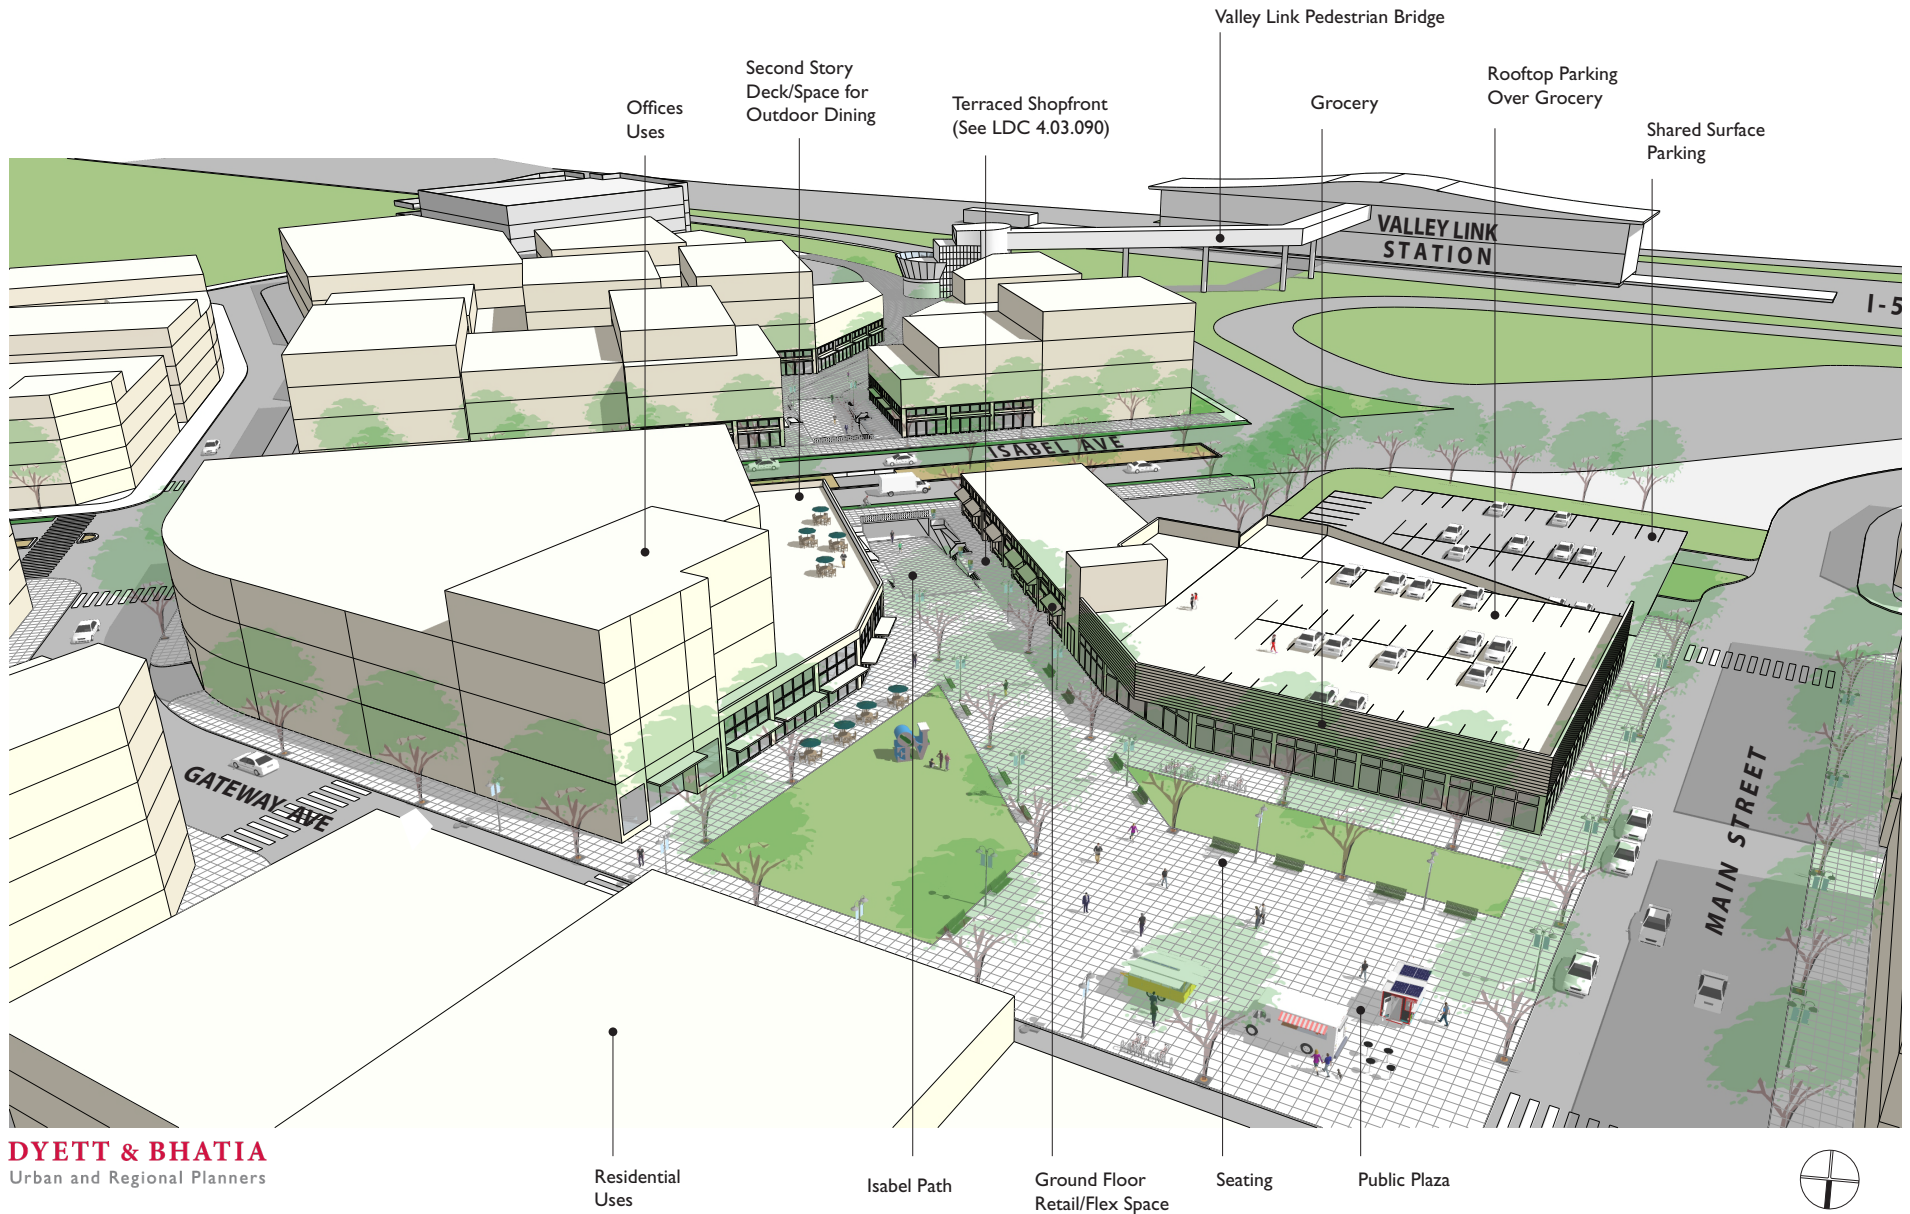 Valley Link Pedestrian Bridge
Second Story
Deck/Space for
Outdoor Dining
Offices
Uses
Terraced Shopfront
(See LDC 4.03.090)
Grocery
Rooftop Parking
Over Grocery
Shared Surface
Parking
VALLEY LINK
STATION
I-5
ISABEL AVE
GATEWAY AVE
MAIN STREET
DYETT & BHATIA
Urban and Regional Planners
Residential
Uses
Isabel Path
Ground Floor
Retail/Flex Space
Seating
Public Plaza